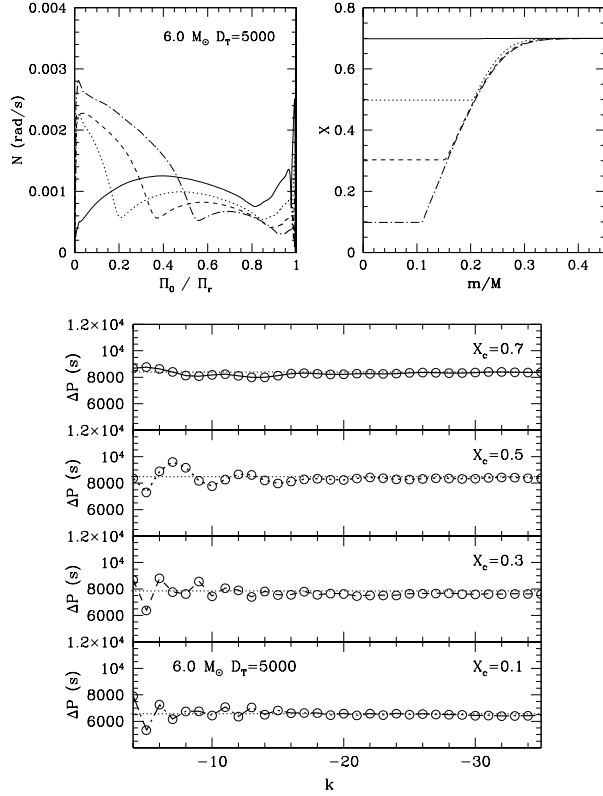 0.004
0.003
0.002
0.001
0
N (rad/s)
6.0 M☉ D_T=5000
0 0.2 0.4 0.6 0.8 1
Π₀ / Π_r
0.8
0.6
0.4
0.2
0
X
0 0.1 0.2 0.3 0.4
m/M
1.2×10⁴
10⁴
8000
6000
ΔP (s)
X_c=0.7
1.2×10⁴
10⁴
8000
6000
ΔP (s)
X_c=0.5
1.2×10⁴
10⁴
8000
6000
ΔP (s)
X_c=0.3
1.2×10⁴
10⁴
8000
6000
ΔP (s)
6.0 M☉ D_T=5000
X_c=0.1
−10 −20 −30
k